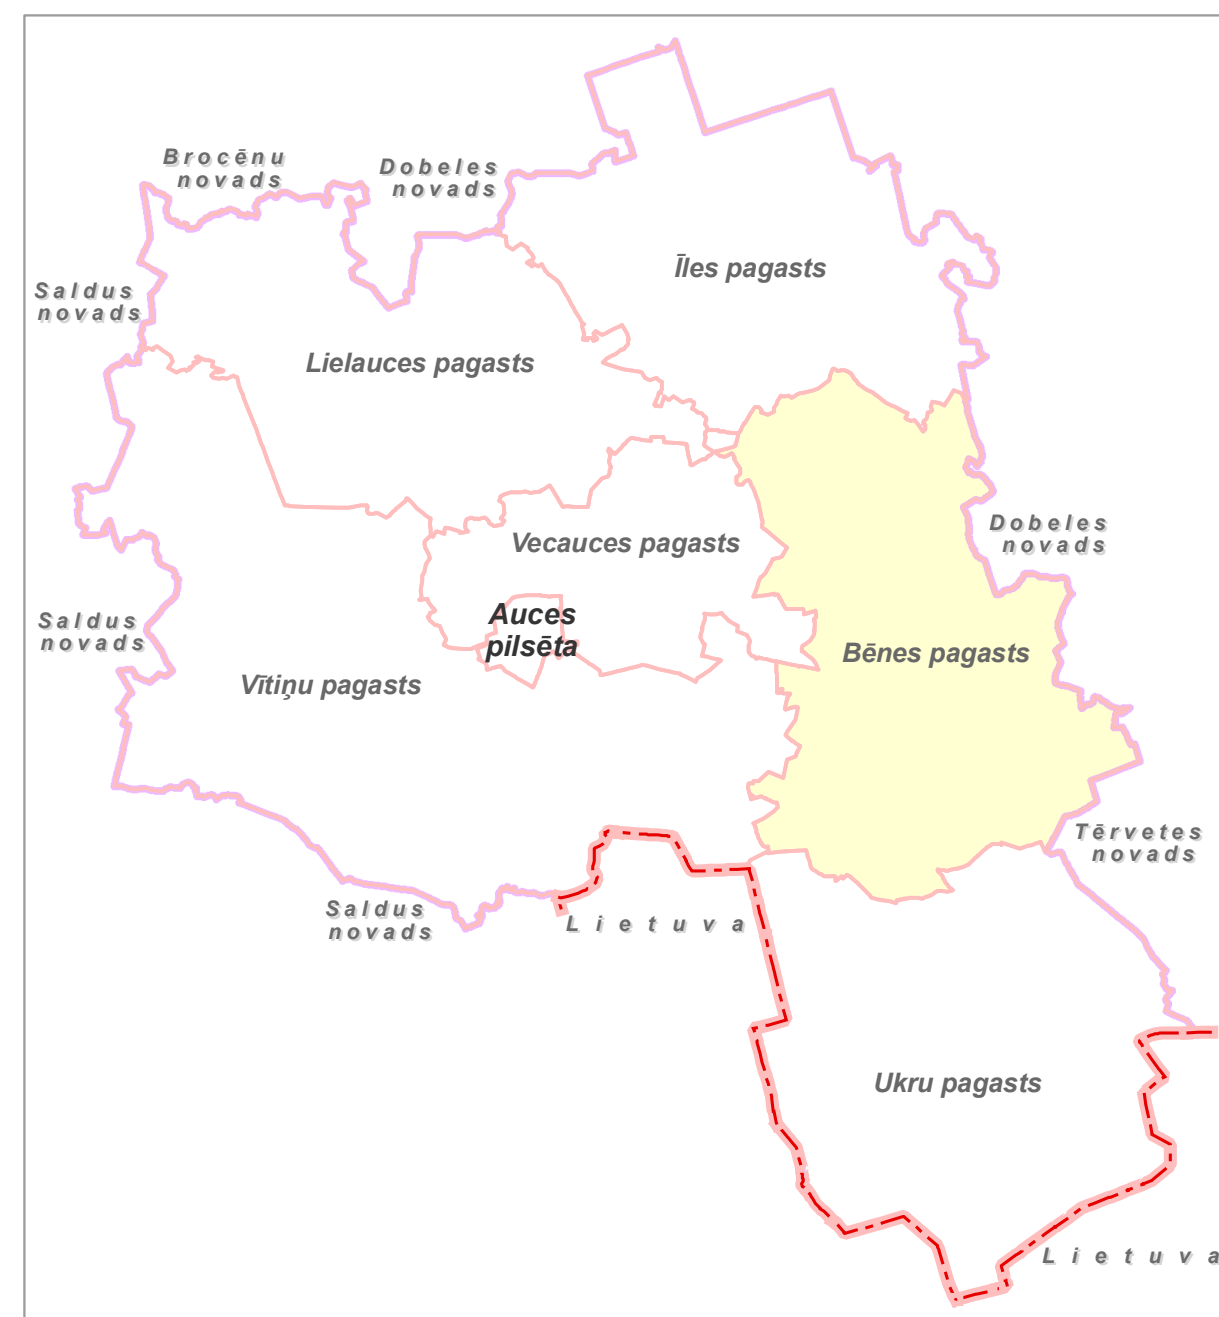 Brocēnu
novads
Dobeles
novads
Īles pagasts
Saldus
novads
Lielauces pagasts
Dobeles
novads
Vecauces pagasts
Auces
pilsēta
Saldus
novads
Bēnes pagasts
Vītiņu pagasts
Tērvetes
novads
Saldus
novads
Lietuva
Ukru pagasts
Lietuva